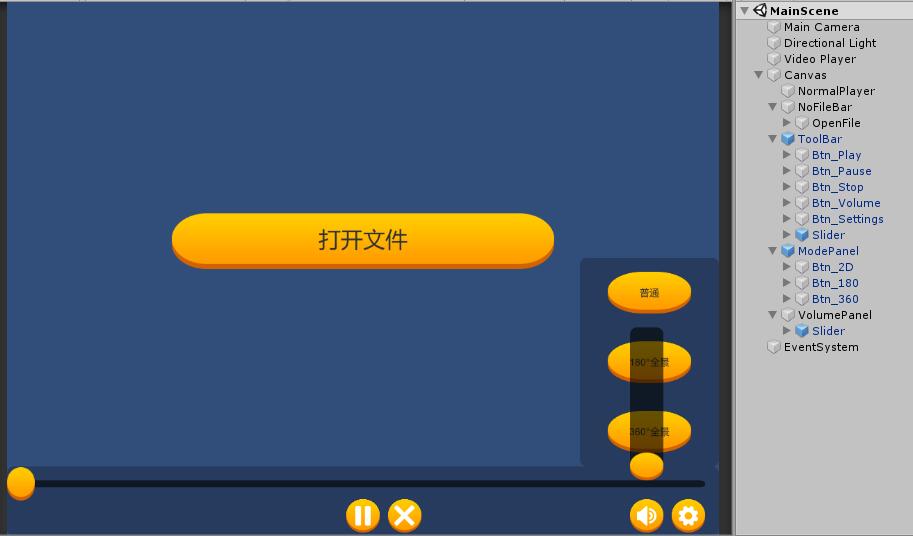 打开文件
普通
180°全景
360°全景
MainScene
Main Camera
Directional Light
Video Player
Canvas
NormalPlayer
NoFileBar
OpenFile
ToolBar
Btn_Play
Btn_Pause
Btn_Stop
Btn_Volume
Btn_Settings
Slider
ModePanel
Btn_2D
Btn_180
Btn_360
VolumePanel
Slider
EventSystem